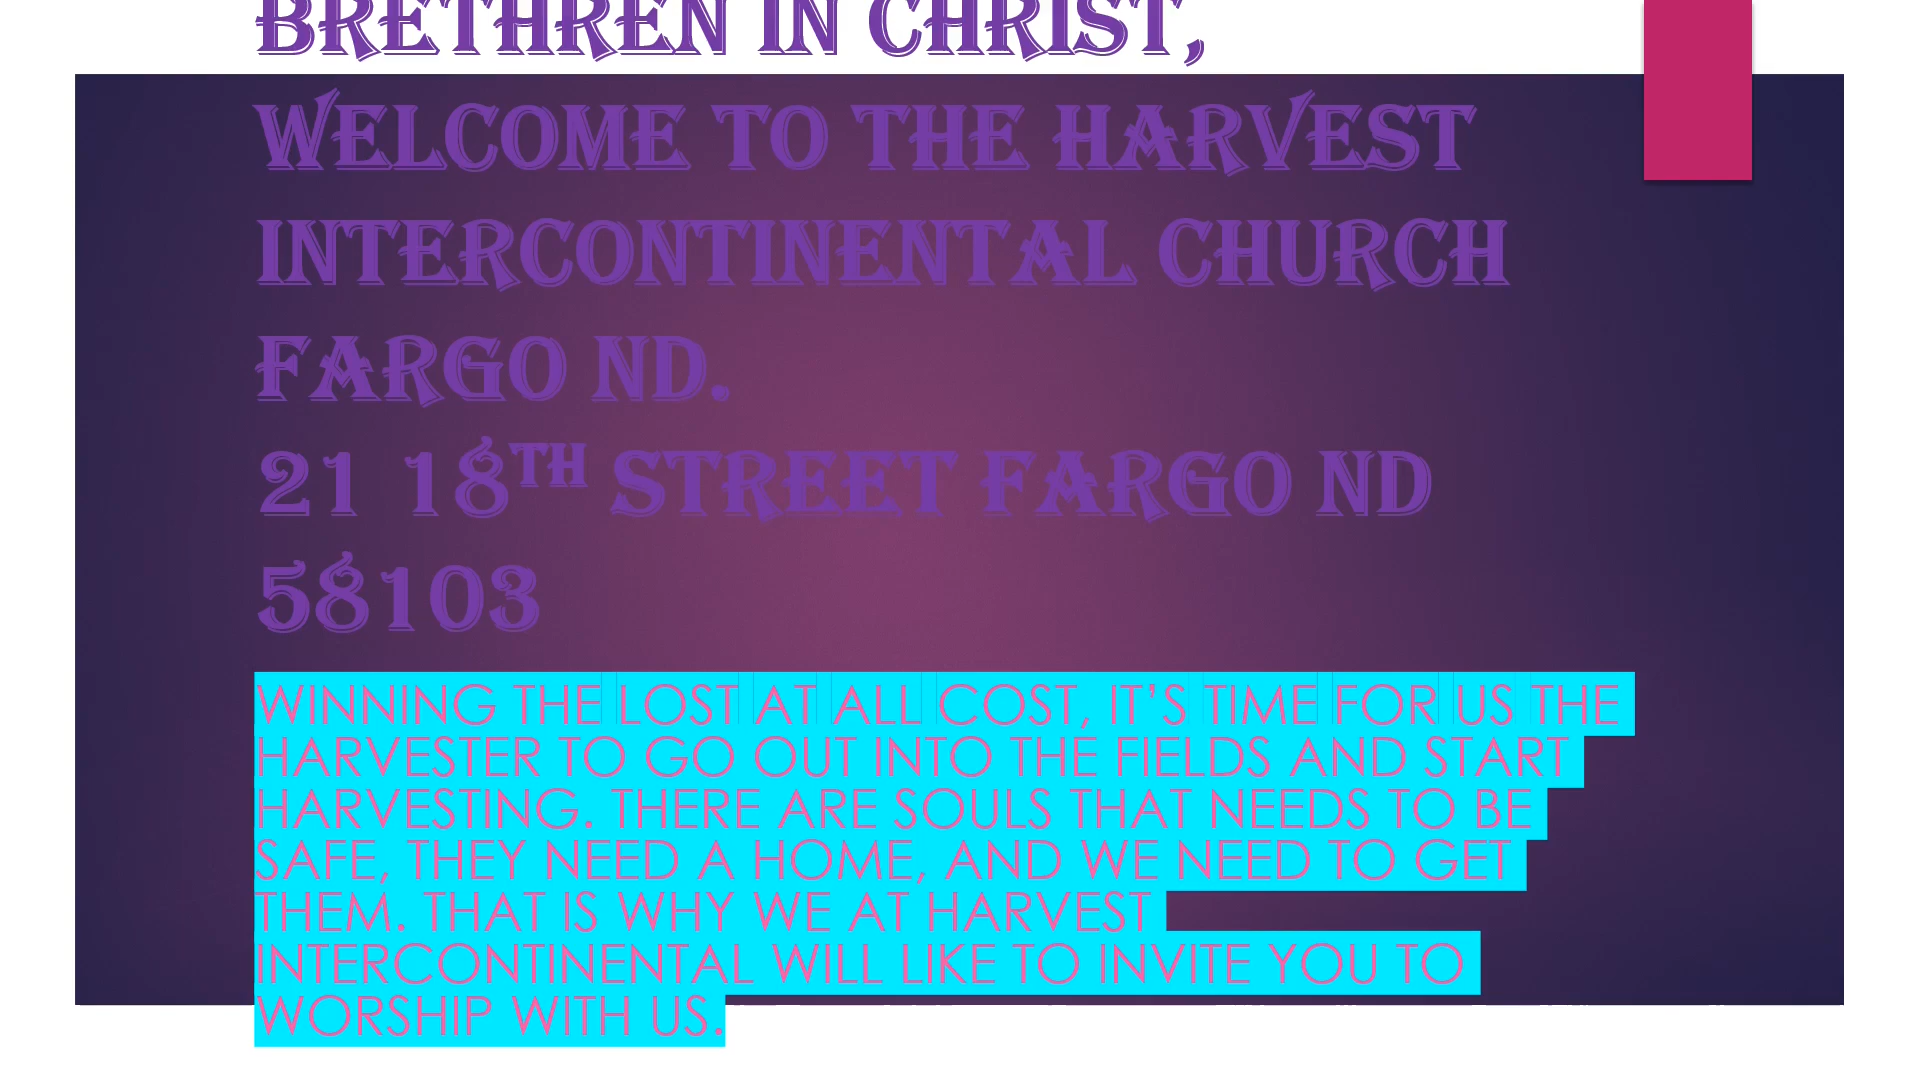 BRETHREN IN CHRIST,
WELCOME TO THE HARVEST
INTERCONTINENTAL CHURCH
FARGO ND.
21 18TH STREET FARGO ND
58103
WINNING THE LOST AT ALL COST, IT’S TIME FOR US THE
HARVESTER TO GO OUT INTO THE FIELDS AND START
HARVESTING. THERE ARE SOULS THAT NEEDS TO BE
SAFE, THEY NEED A HOME, AND WE NEED TO GET
THEM. THAT IS WHY WE AT HARVEST
INTERCONTINENTAL WILL LIKE TO INVITE YOU TO
WORSHIP WITH US.